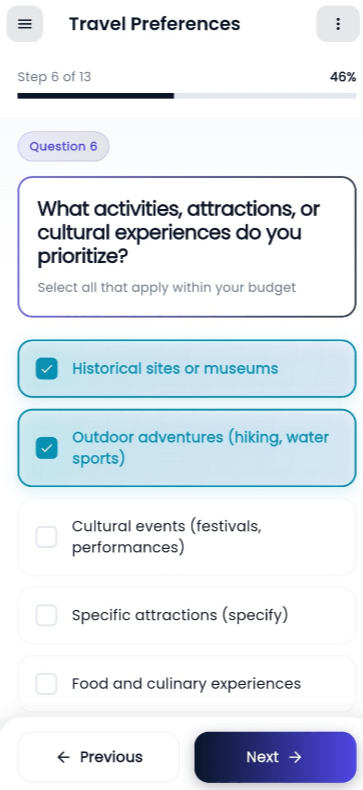 Travel Preferences
Step 6 of 13
46%
Question 6
What activities, attractions, or
cultural experiences do you
prioritize?
Select all that apply within your budget
Historical sites or museums
Outdoor adventures (hiking, water
sports)
Cultural events (festivals,
performances)
Specific attractions (specify)
Food and culinary experiences
← Previous
Next →